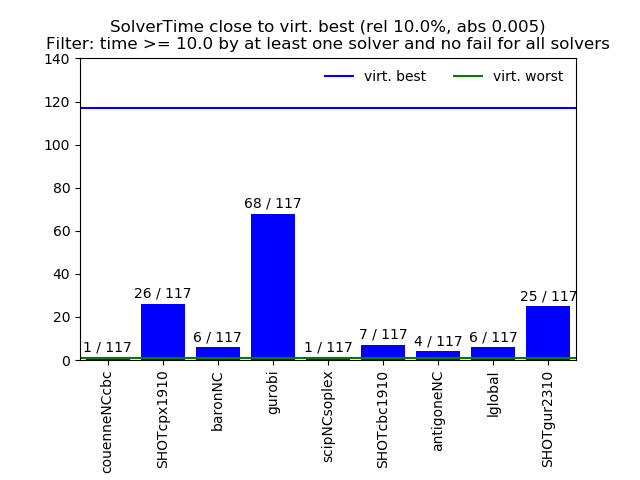 SolverTime close to virt. best (rel 10.0%, abs 0.005)
Filter: time >= 10.0 by at least one solver and no fail for all solvers
virt. best
virt. worst
140
120
100
80
60
40
20
0
1 / 117
26 / 117
6 / 117
68 / 117
1 / 117
7 / 117
4 / 117
6 / 117
25 / 117
couenneNCcbc
SHOTcpx1910
baronNC
gurobi
scipNCsoplex
SHOTcbc1910
antigoneNC
lglobal
SHOTgur2310